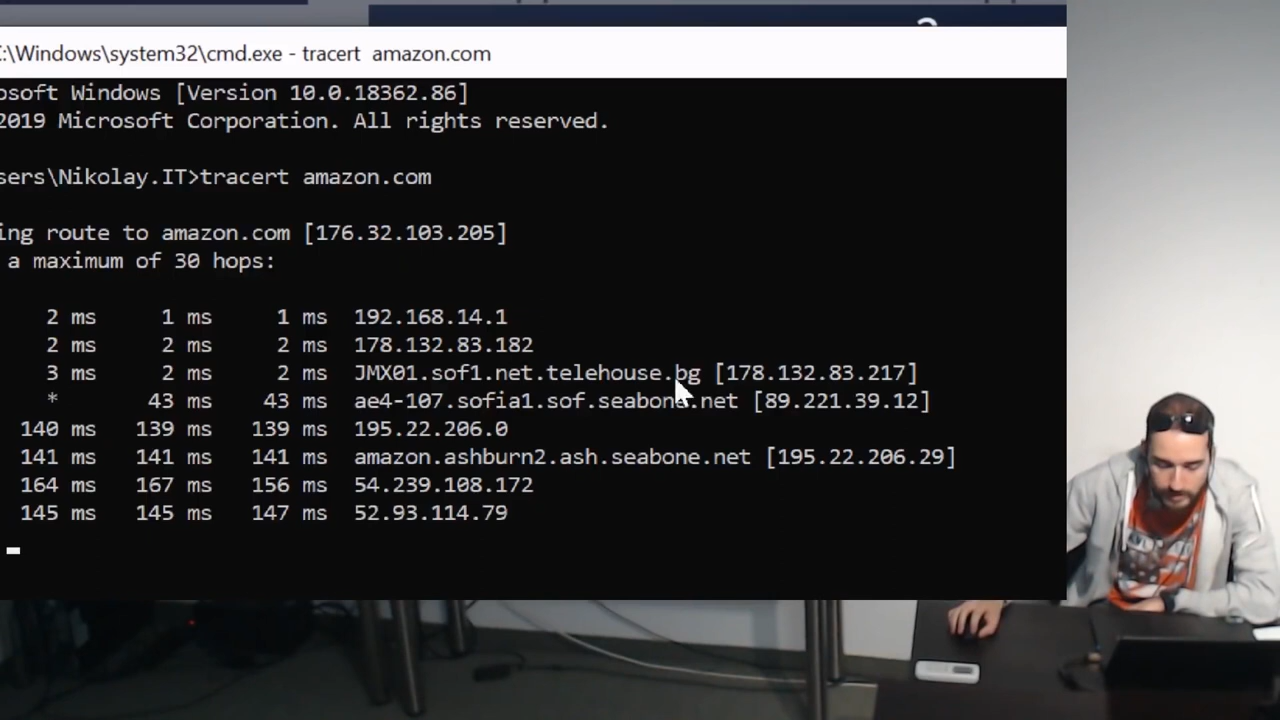 :\Windows\system32\cmd.exe - tracert amazon.com
osoft Windows [Version 10.0.18362.86]
2019 Microsoft Corporation. All rights reserved.
sers\Nikolay.IT>tracert amazon.com
ing route to amazon.com [176.32.103.205]
a maximum of 30 hops:
2 ms 1 ms 1 ms 192.168.14.1
2 ms 2 ms 2 ms 178.132.83.182
3 ms 2 ms 2 ms JMX01.sof1.net.telehouse.bg [178.132.83.217]
* 43 ms 43 ms ae4-107.sofia1.sof.seabone.net [89.221.39.12]
140 ms 139 ms 139 ms 195.22.206.0
141 ms 141 ms 141 ms amazon.ashburn2.ash.seabone.net [195.22.206.29]
164 ms 167 ms 156 ms 54.239.108.172
145 ms 145 ms 147 ms 52.93.114.79